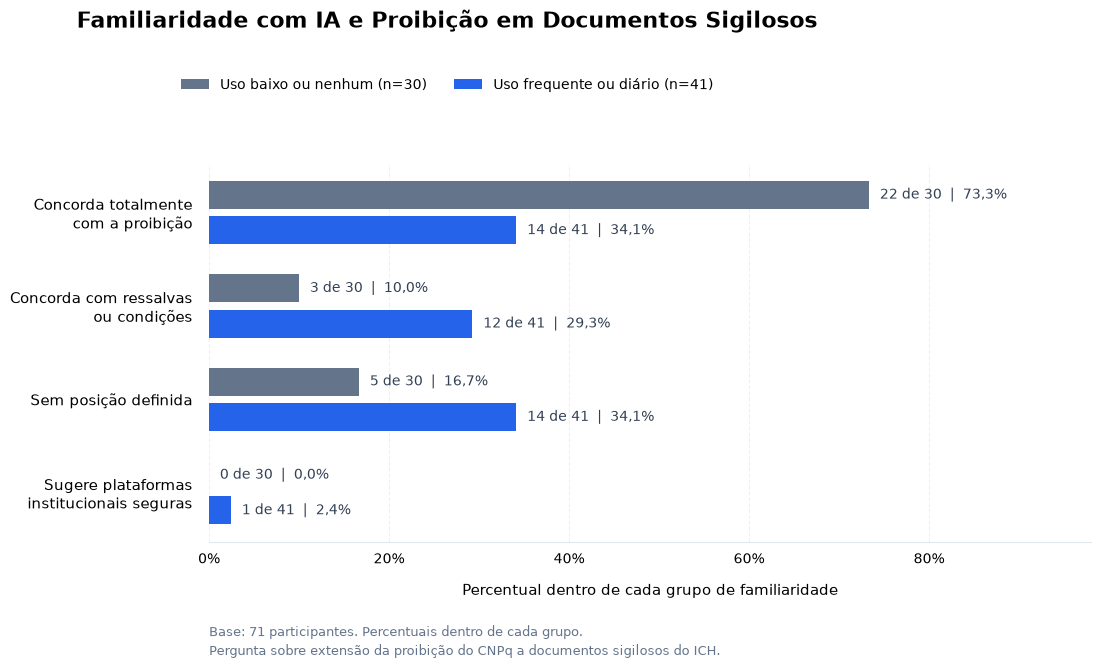 Familiaridade com IA e Proibição em Documentos Sigilosos
Uso baixo ou nenhum (n=30)
Uso frequente ou diário (n=41)
Concorda totalmente
com a proibição
22 de 30 | 73,3%
14 de 41 | 34,1%
Concorda com ressalvas
ou condições
3 de 30 | 10,0%
12 de 41 | 29,3%
Sem posição definida
5 de 30 | 16,7%
14 de 41 | 34,1%
Sugere plataformas
institucionais seguras
0 de 30 | 0,0%
1 de 41 | 2,4%
0%
20%
40%
60%
80%
Percentual dentro de cada grupo de familiaridade
Base: 71 participantes. Percentuais dentro de cada grupo.
Pergunta sobre extensão da proibição do CNPq a documentos sigilosos do ICH.